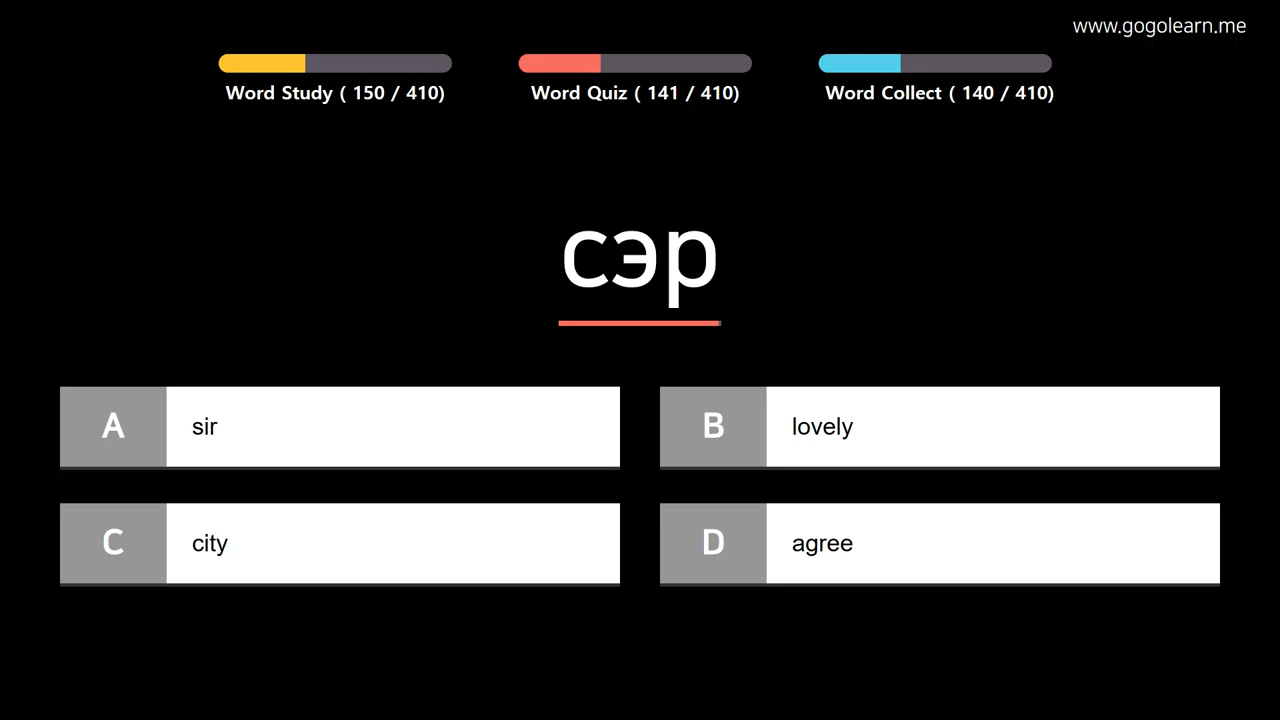 www.gogolearn.me
Word Study ( 150 / 410)
Word Quiz ( 141 / 410)
Word Collect ( 140 / 410)
сэр
A sir
B lovely
C city
D agree